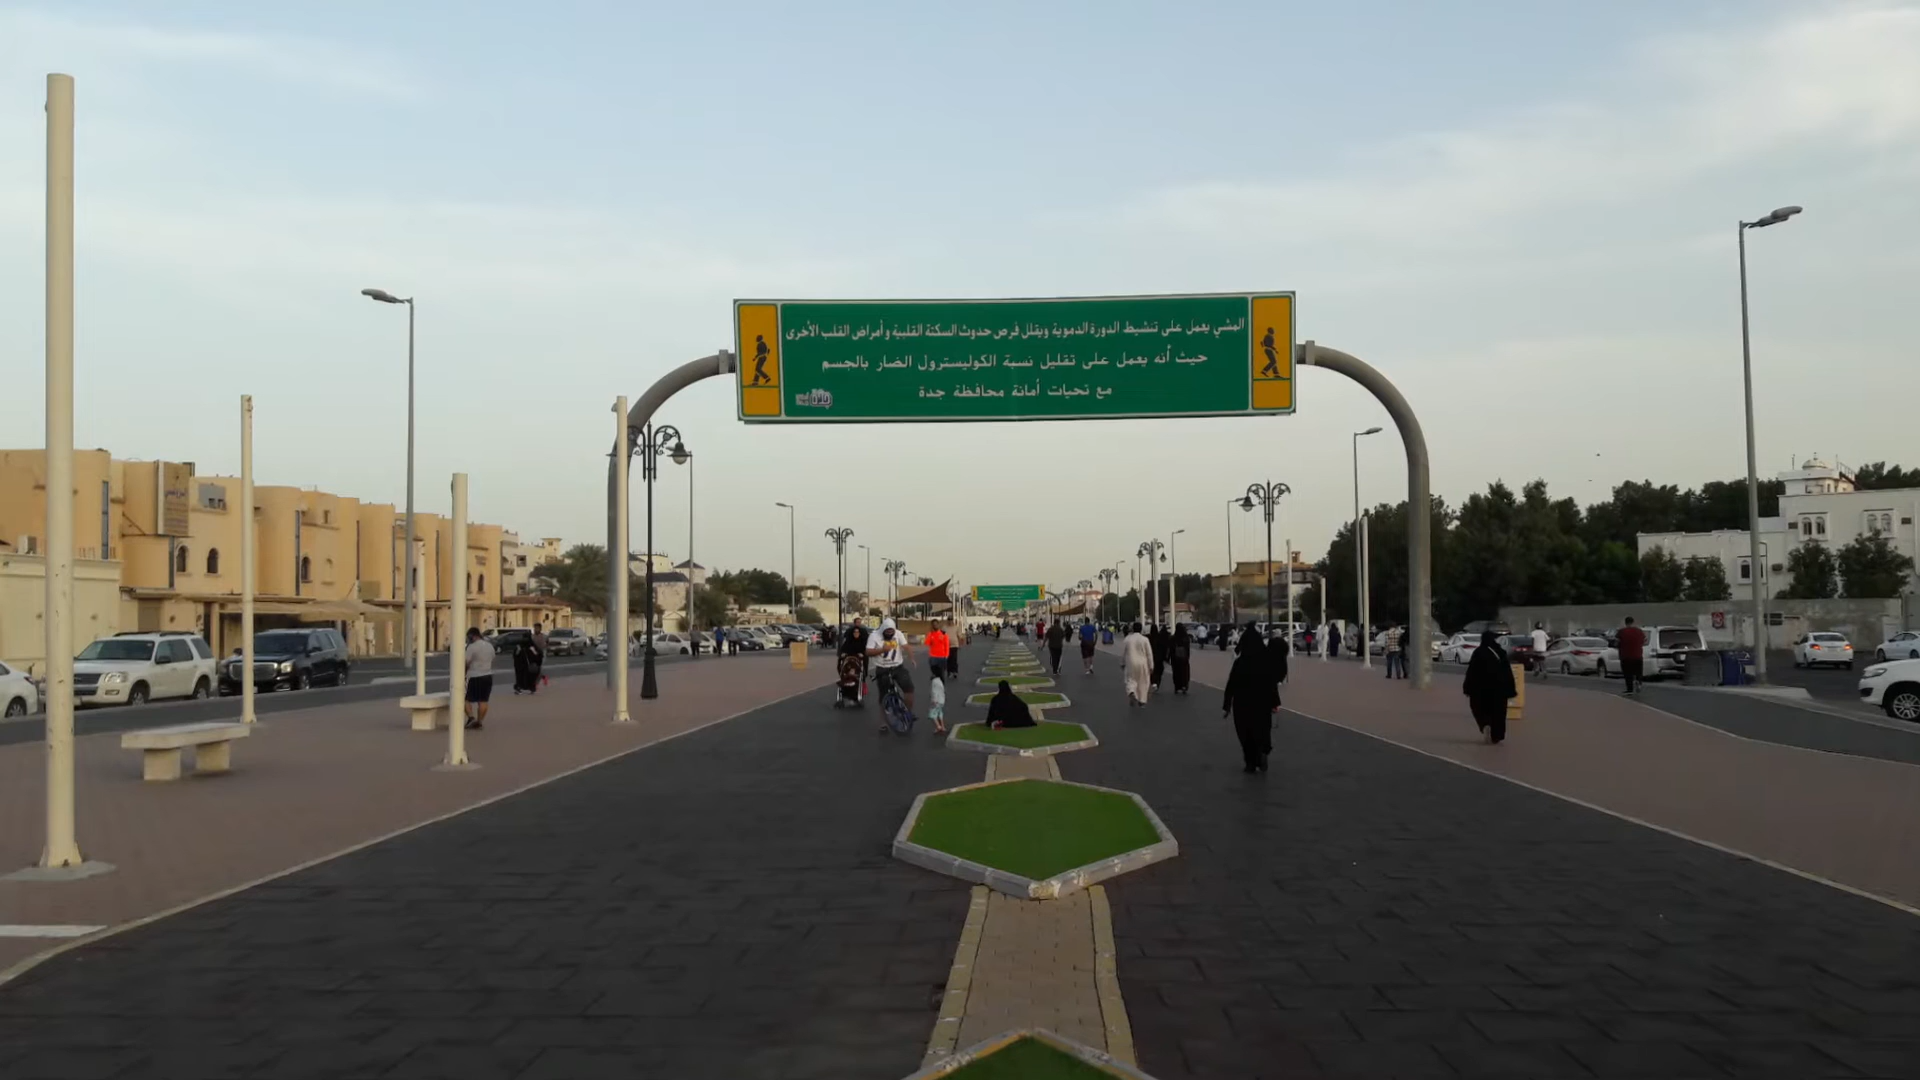 المشي يعمل على تنشيط الدورة الدموية ويقلل فرص حدوث السكتة القلبية وأمراض القلب الأخرى
حيث أنه يعمل على تقليل نسبة الكوليسترول الضار بالجسم
مع تحيات أمانة محافظة جدة